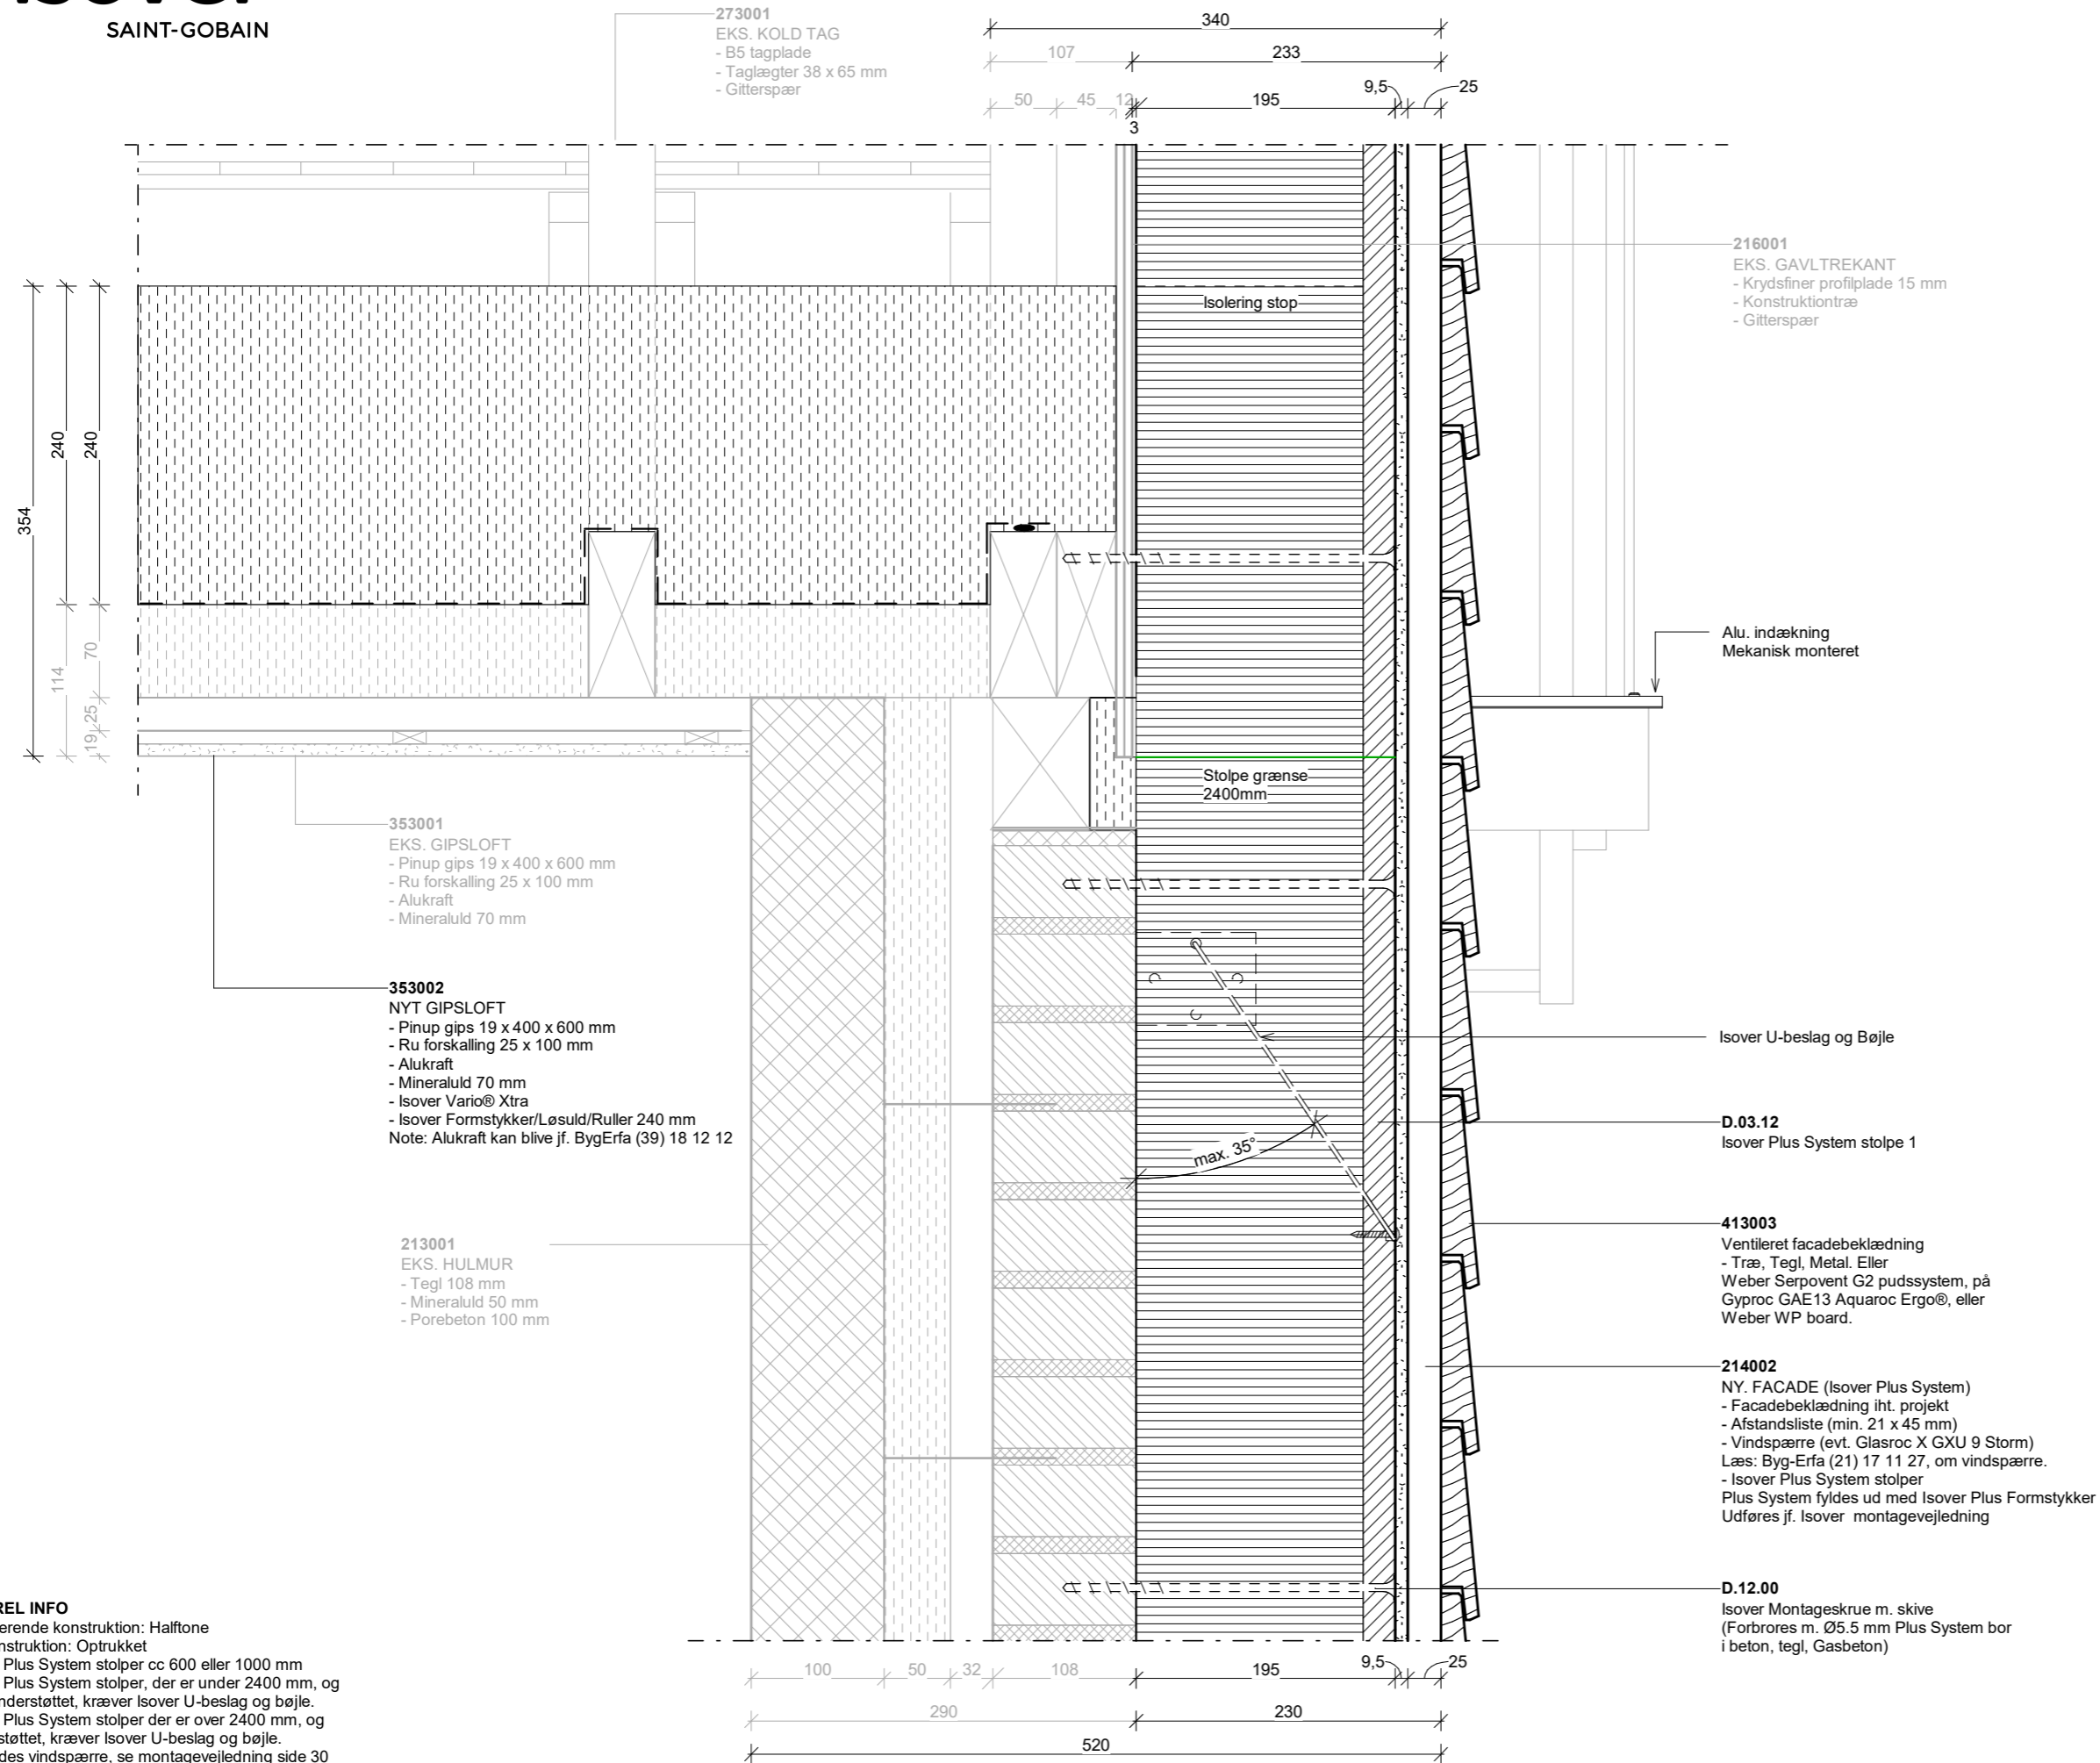 SAINT-GOBAIN
273001
EKS. KOLD TAG
- B5 tagplade
- Taglægter 38 x 65 mm
- Gitterspær
340
107
233
50
45
12
3
195
9,5
25
216001
EKS. GAVLTREKANT
- Krydsfiner profilplade 15 mm
- Konstruktiontræ
- Gitterspær
Isolering stop
354
240
240
114
70
25
19
Alu. indækning
Mekanisk monteret
Stolpe grænse
2400mm
353001
EKS. GIPSLOFT
- Pinup gips 19 x 400 x 600 mm
- Ru forskalling 25 x 100 mm
- Alukraft
- Mineraluld 70 mm
353002
NYT GIPSLOFT
- Pinup gips 19 x 400 x 600 mm
- Ru forskalling 25 x 100 mm
- Alukraft
- Mineraluld 70 mm
- Isover Vario® Xtra
- Isover Formstykker/Løsuld/Ruller 240 mm
Note: Alukraft kan blive jf. BygErfa (39) 18 12 12
Isover U-beslag og Bøjle
max. 35°
D.03.12
Isover Plus System stolpe 1
213001
EKS. HULMUR
- Tegl 108 mm
- Mineraluld 50 mm
- Porebeton 100 mm
413003
Ventileret facadebeklædning
- Træ, Tegl, Metal. Eller
Weber Serpovent G2 pudssystem, på
Gyproc GAE13 Aquaroc Ergo®, eller
Weber WP board.
214002
NY. FACADE (Isover Plus System)
- Facadebeklædning iht. projekt
- Afstandsliste (min. 21 x 45 mm)
- Vindspærre (evt. Glasroc X GXU 9 Storm)
Læs: Byg-Erfa (21) 17 11 27, om vindspærre.
- Isover Plus System stolper
Plus System fyldes ud med Isover Plus Formstykker
Udføres jf. Isover montagevejledning
D.12.00
Isover Montageskrue m. skive
(Forbrores m. Ø5.5 mm Plus System bor
i beton, tegl, Gasbeton)
REL INFO
erende konstruktion: Halftone
nstruktion: Optrukket
Plus System stolper cc 600 eller 1000 mm
Plus System stolper, der er under 2400 mm, og
nderstøttet, kræver Isover U-beslag og bøjle.
Plus System stolper der er over 2400 mm, og
støttet, kræver Isover U-beslag og bøjle.
des vindspærre, se montagevejledning side 30
100
50
32
108
195
9,5
25
290
230
520